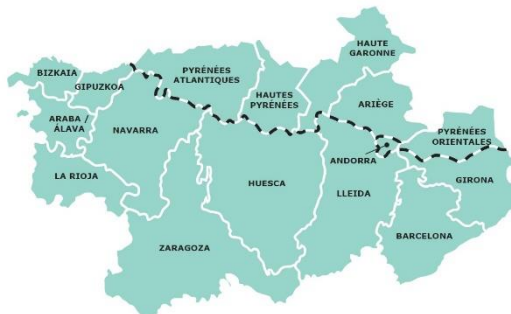 HAUTE
GARONNE
BIZKAIA
GIPUZKOA
PYRÉNÉES
ATLANTIQUES
HAUTES
PYRÉNÉES
ARIÈGE
ARABA /
ÁLAVA
NAVARRA
PYRÉNÉES
ORIENTALES
ANDORRA
LA RIOJA
HUESCA
LLEIDA
GIRONA
BARCELONA
ZARAGOZA